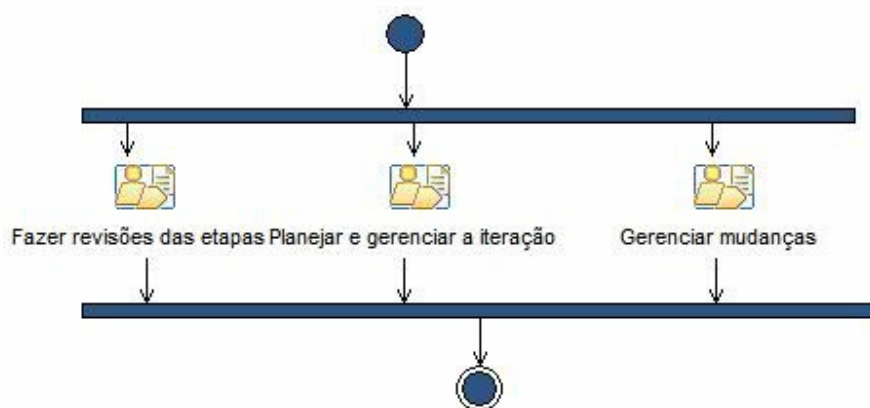 Fazer revisões das etapas
Planejar e gerenciar a iteração
Gerenciar mudanças